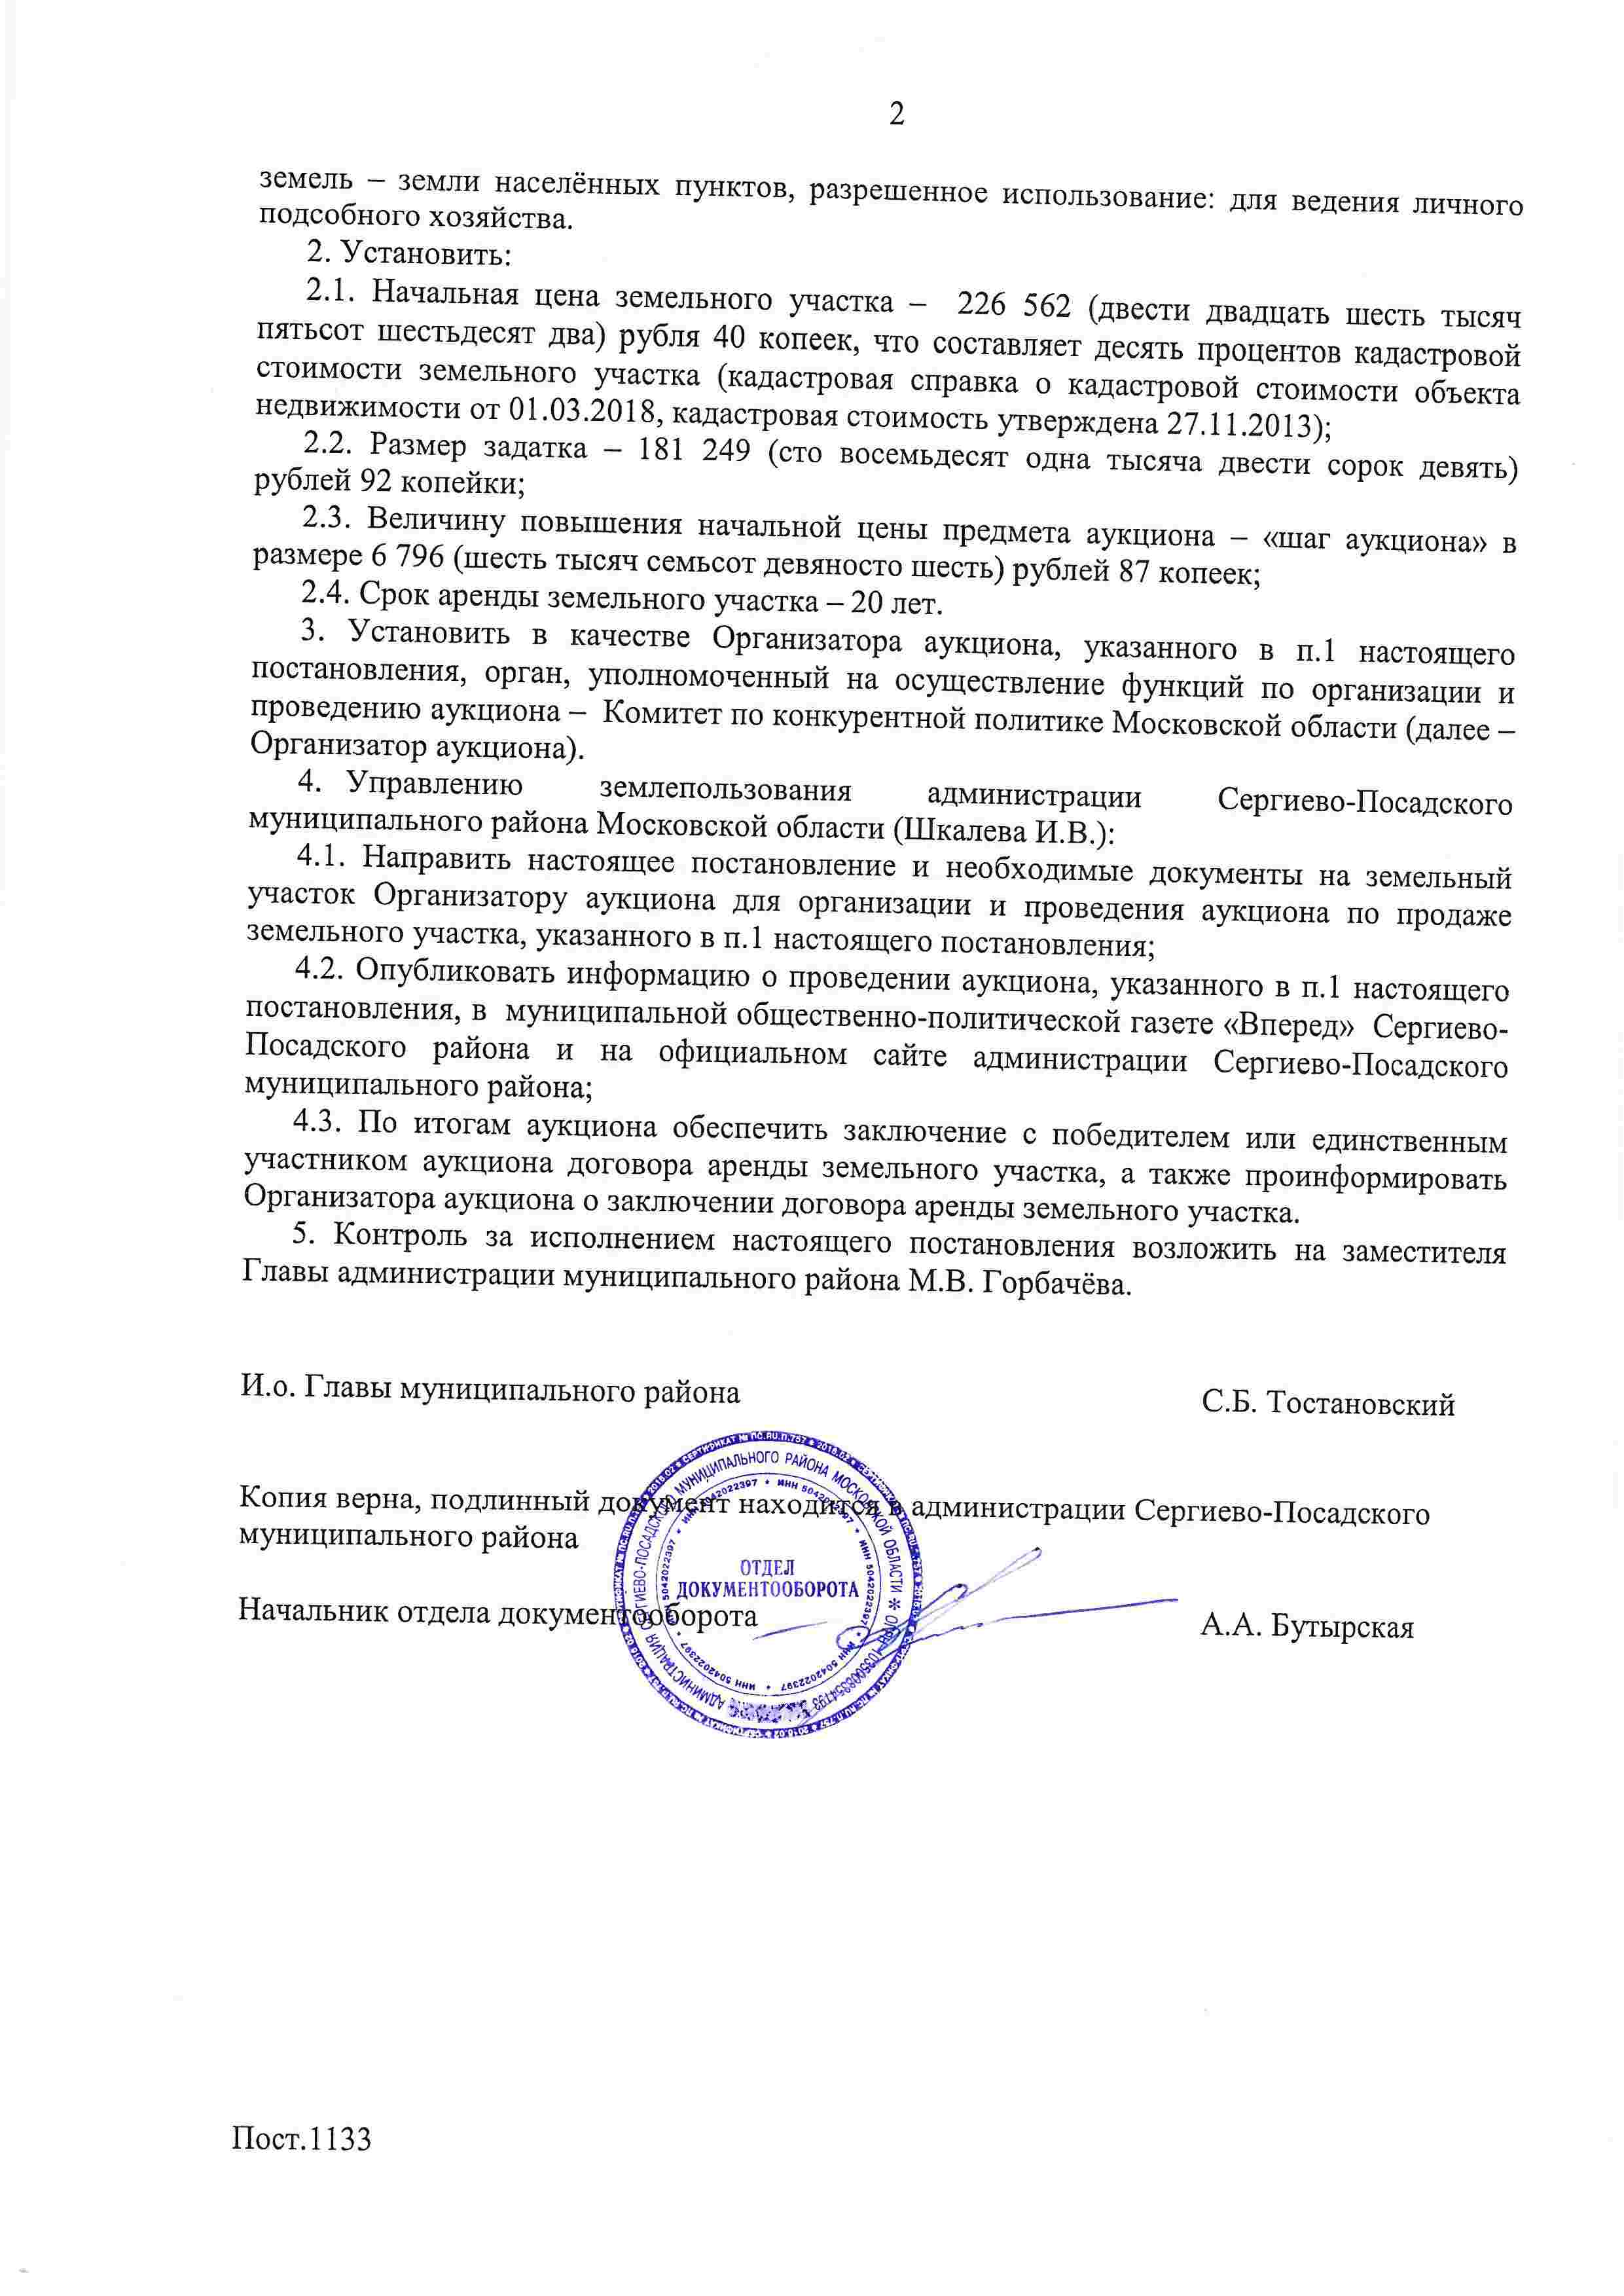 2
земель – земли населённых пунктов, разрешенное использование: для ведения личного
подсобного хозяйства.
2. Установить:
2.1. Начальная цена земельного участка – 226 562 (двести двадцать шесть тысяч
пятьсот шестьдесят два) рубля 40 копеек, что составляет десять процентов кадастровой
стоимости земельного участка (кадастровая справка о кадастровой стоимости объекта
недвижимости от 01.03.2018, кадастровая стоимость утверждена 27.11.2013);
2.2. Размер задатка – 181 249 (сто восемьдесят одна тысяча двести сорок девять)
рублей 92 копейки;
2.3. Величину повышения начальной цены предмета аукциона – «шаг аукциона» в
размере 6 796 (шесть тысяч семьсот девяносто шесть) рублей 87 копеек;
2.4. Срок аренды земельного участка – 20 лет.
3. Установить в качестве Организатора аукциона, указанного в п.1 настоящего
постановления, орган, уполномоченный на осуществление функций по организации и
проведению аукциона – Комитет по конкурентной политике Московской области (далее –
Организатор аукциона).
4. Управлению землепользования администрации Сергиево-Посадского
муниципального района Московской области (Шкалева И.В.):
4.1. Направить настоящее постановление и необходимые документы на земельный
участок Организатору аукциона для организации и проведения аукциона по продаже
земельного участка, указанного в п.1 настоящего постановления;
4.2. Опубликовать информацию о проведении аукциона, указанного в п.1 настоящего
постановления, в муниципальной общественно-политической газете «Вперед» Сергиево-
Посадского района и на официальном сайте администрации Сергиево-Посадского
муниципального района;
4.3. По итогам аукциона обеспечить заключение с победителем или единственным
участником аукциона договора аренды земельного участка, а также проинформировать
Организатора аукциона о заключении договора аренды земельного участка.
5. Контроль за исполнением настоящего постановления возложить на заместителя
Главы администрации муниципального района М.В. Горбачёва.
И.о. Главы муниципального района С.Б. Тостановский
Копия верна, подлинный документ находится в администрации Сергиево-Посадского
муниципального района
Начальник отдела документооборота А.А. Бутырская
АДМИНИСТРАЦИЯ СЕРГИЕВО-ПОСАДСКОГО МУНИЦИПАЛЬНОГО РАЙОНА МОСКОВСКОЙ ОБЛАСТИ
ИНН 5042022397
ОТДЕЛ
ДОКУМЕНТООБОРОТА
Пост.1133